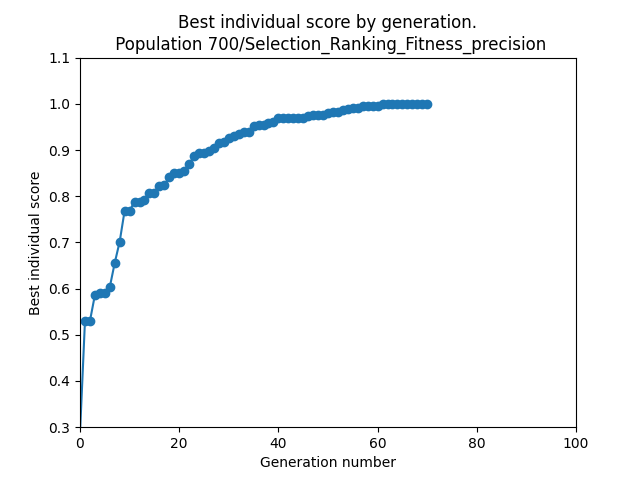 Best individual score by generation.
Population 700/Selection_Ranking_Fitness_precision
Best individual score
1.1
1.0
0.9
0.8
0.7
0.6
0.5
0.4
0.3
0 20 40 60 80 100
Generation number